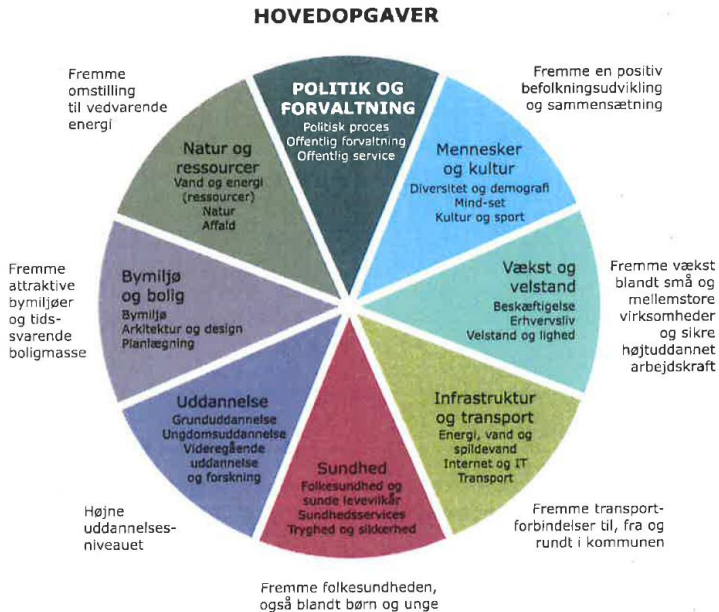 HOVEDOPGAVER
POLITIK OG
FORVALTNING
Politisk proces
Offentlig forvaltning
Offentlig service
Fremme en positiv
befolkningsudvikling
og sammensætning
Mennesker
og kultur
Diversitet og demografi
Mind-set
Kultur og sport
Vækst og
velstand
Beskæftigelse
Erhvervsliv
Velstand og lighed
Fremme vækst
blandt små og
mellemstore
virksomheder
og sikre
højtuddannet
arbejdskraft
Infrastruktur
og transport
Energi, vand og
spildevand
Internet og IT
Transport
Fremme transport-
forbindelser til, fra og
rundt i kommunen
Sundhed
Folkesundhed og
sunde levevilkår
Sundhedsservices
Tryghed og sikkerhed
Fremme folkesundheden,
også blandt børn og unge
Uddannelse
Grunduddannelse
Ungdomsuddannelse
Videregående
uddannelse
og forskning
Højne
uddannelses-
niveauet
Bymiljø
og bolig
Bymiljø
Arkitektur og design
Planlægning
Fremme
attraktive
bymiljøer
og tids-
svarende
boligmasse
Natur og
ressourcer
Vand og energi
(ressourcer)
Natur
Affald
Fremme
omstilling
til vedvarende
energi